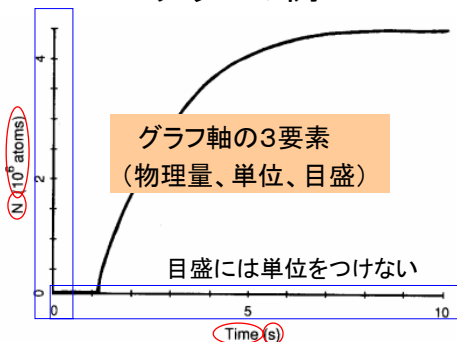 4
2
0
N (10⁶ atoms)
グラフ軸の3要素
（物理量、単位、目盛）
目盛には単位をつけない
0
5
10
Time (s)